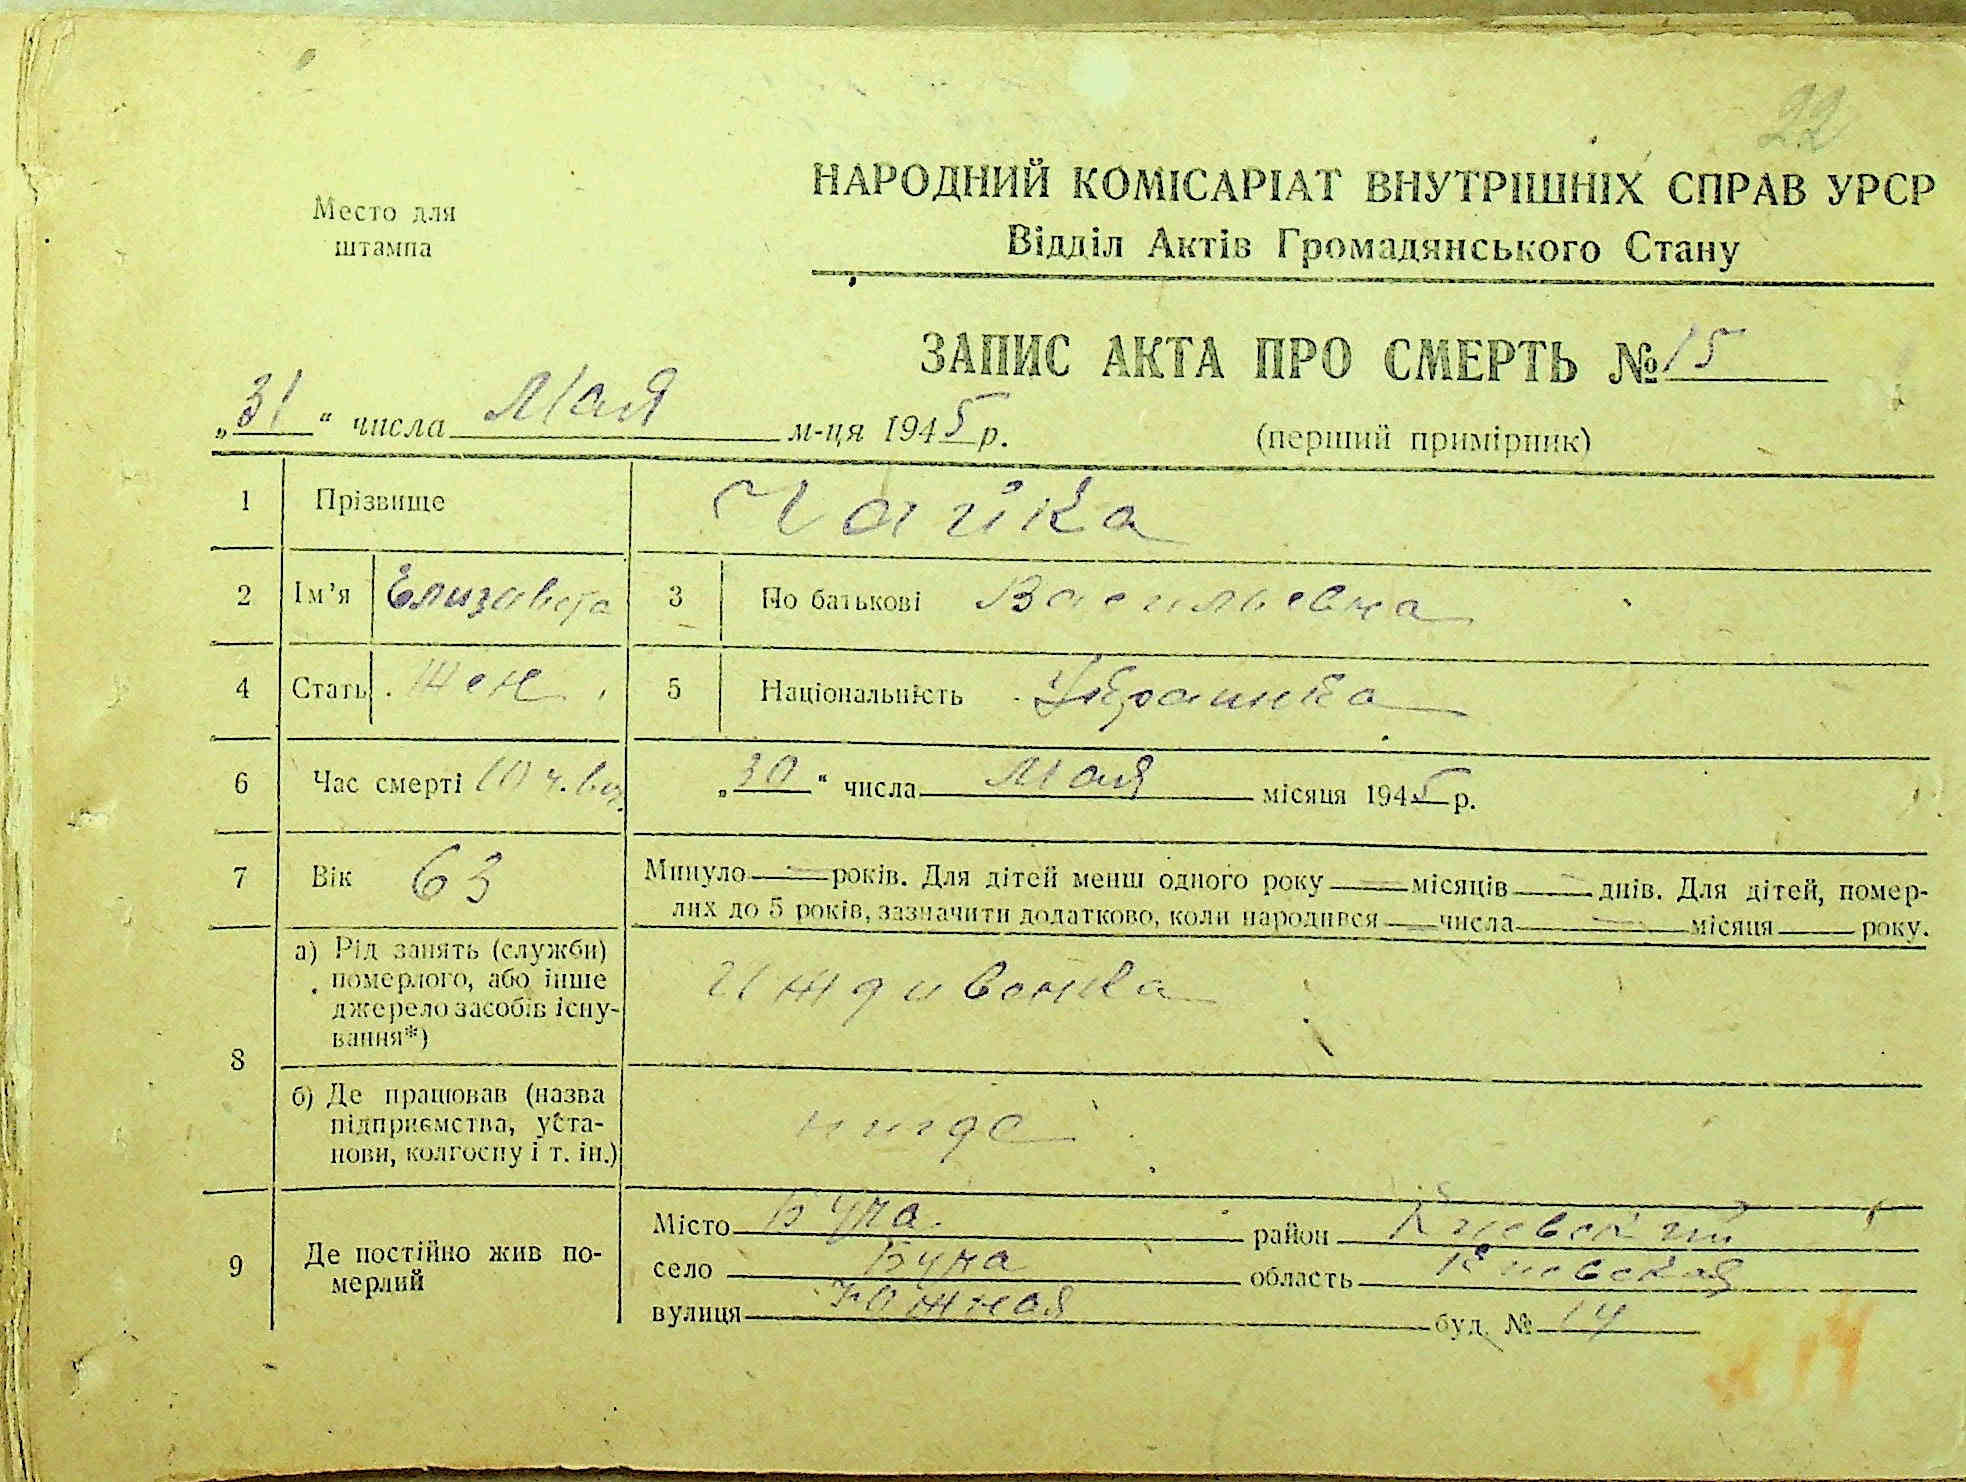 22
Место для
штампа
НАРОДНИЙ КОМІСАРІАТ ВНУТРІШНІХ СПРАВ УРСР
Відділ Актів Громадянського Стану
ЗАПИС АКТА ПРО СМЕРТЬ № 15
„31“ числа Мая м-ця 1945 р.
(перший примірник)
1 Прізвище Чайка
2 Ім’я Елизавета 3 По батькові Васильевна
4 Стать Жен. 5 Національність Украинка
6 Час смерті 10 ч. „30“ числа Мая місяця 1945 р.
7 Вік 63 Минуло — років. Для дітей менш одного року — місяців — днів. Для дітей, помер-
лих до 5 років, зазначити додатково, коли народився — числа — місяця року.
8 а) Рід занять (служби)
померлого, або інше
джерело засобів існу-
вання*)
Иждивенка
б) Де працював (назва
підприємства, уста-
нови, колгоспу і т. ін.)
нигде
9 Де постійно жив по-
мерлий
Місто Буча район Киевский
село Буча область Киевская
вулиця Южная буд. № 14